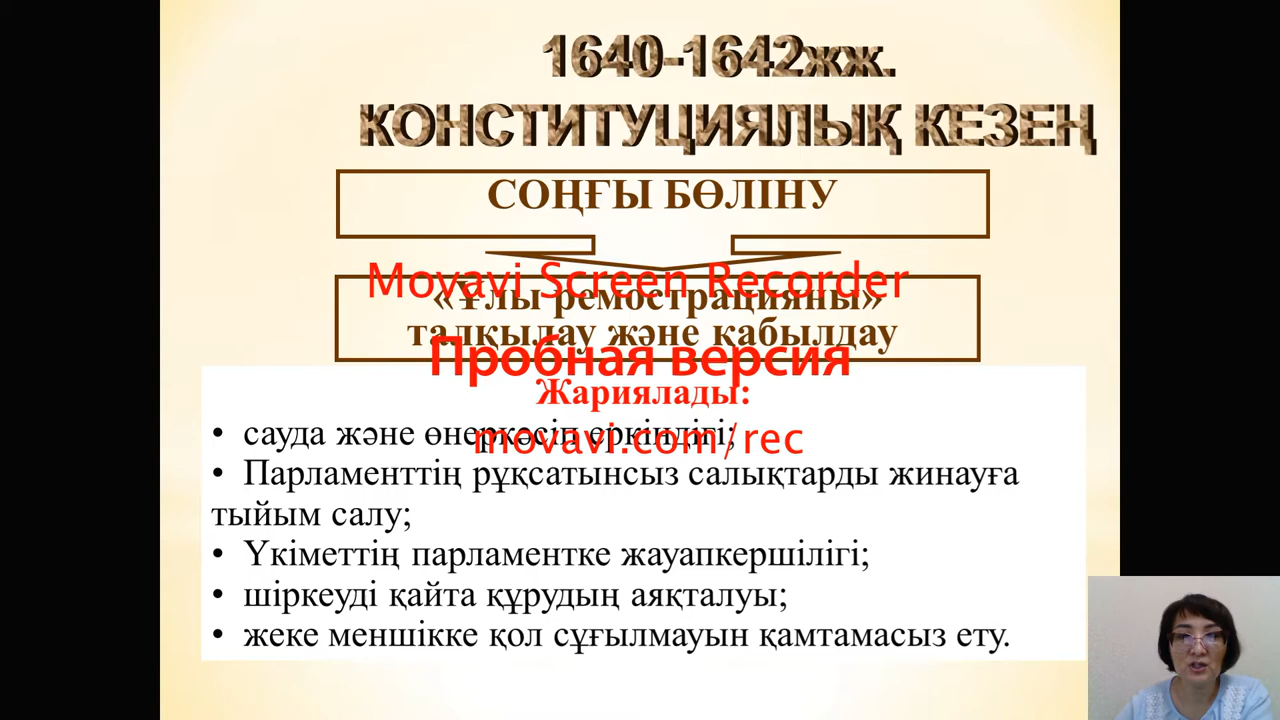 1640-1642жж.
КОНСТИТУЦИЯЛЫҚ КЕЗЕҢ
СОҢҒЫ БӨЛІНУ
Movavi Screen Recorder
«Ұлы ремострацияны»
талқылау және қабылдау
Пробная версия
Жариялады:
• сауда және өнеркәсіп еркіндігі;
movavi.com/rec
• Парламенттің рұқсатынсыз салықтарды жинауға
тыйым салу;
• Үкіметтің парламентке жауапкершілігі;
• шіркеуді қайта құрудың аяқталуы;
• жеке меншікке қол сұғылмауын қамтамасыз ету.